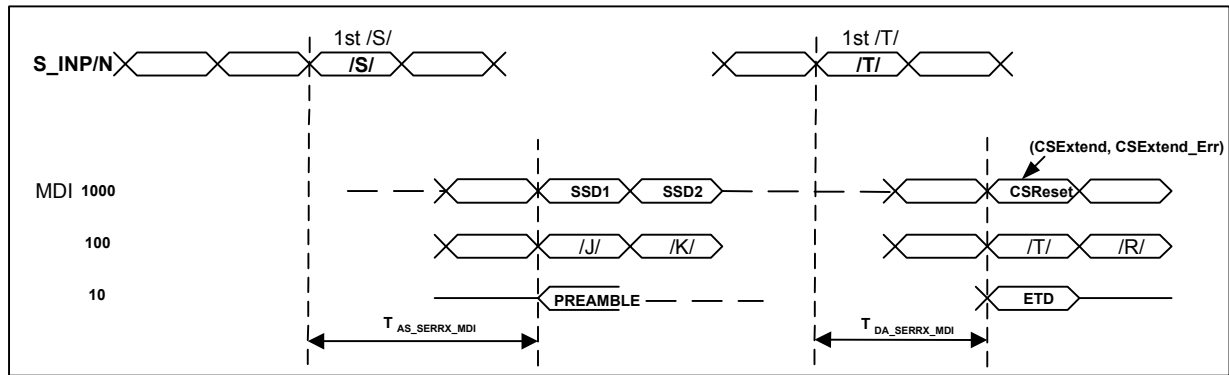 1st /S/ 1st /T/
S_INP/N /S/ /T/
(CSExtend, CSExtend_Err)
MDI 1000 SSD1 SSD2 CSReset
100 /J/ /K/ /T/ /R/
10 PREAMBLE ETD
T AS_SERRX_MDI T DA_SERRX_MDI